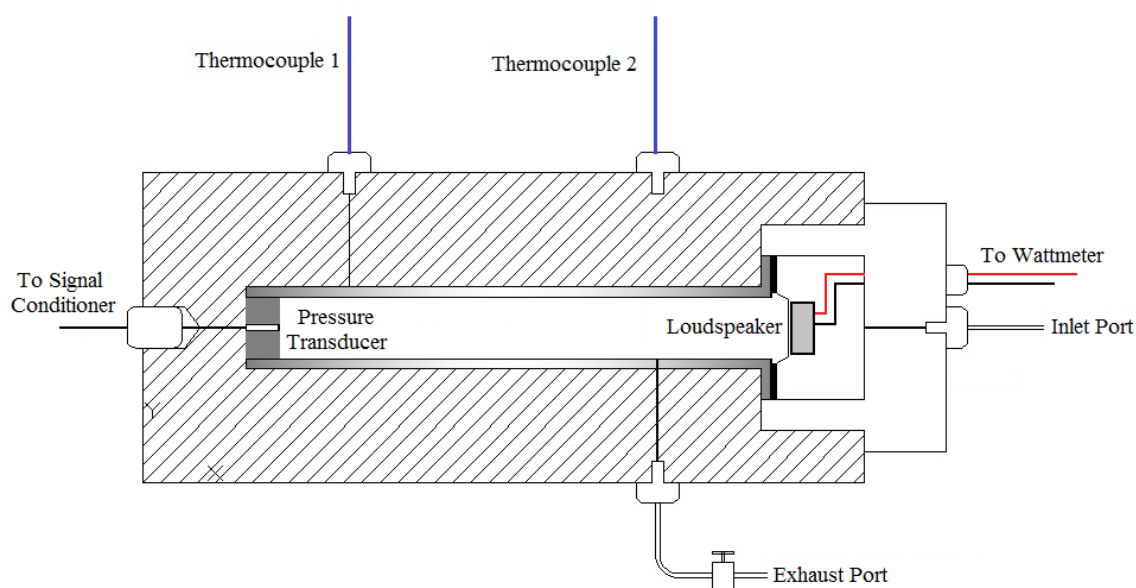 Thermocouple 1
Thermocouple 2
To Signal
Conditioner
Pressure
Transducer
Loudspeaker
To Wattmeter
Inlet Port
Exhaust Port
Y
X